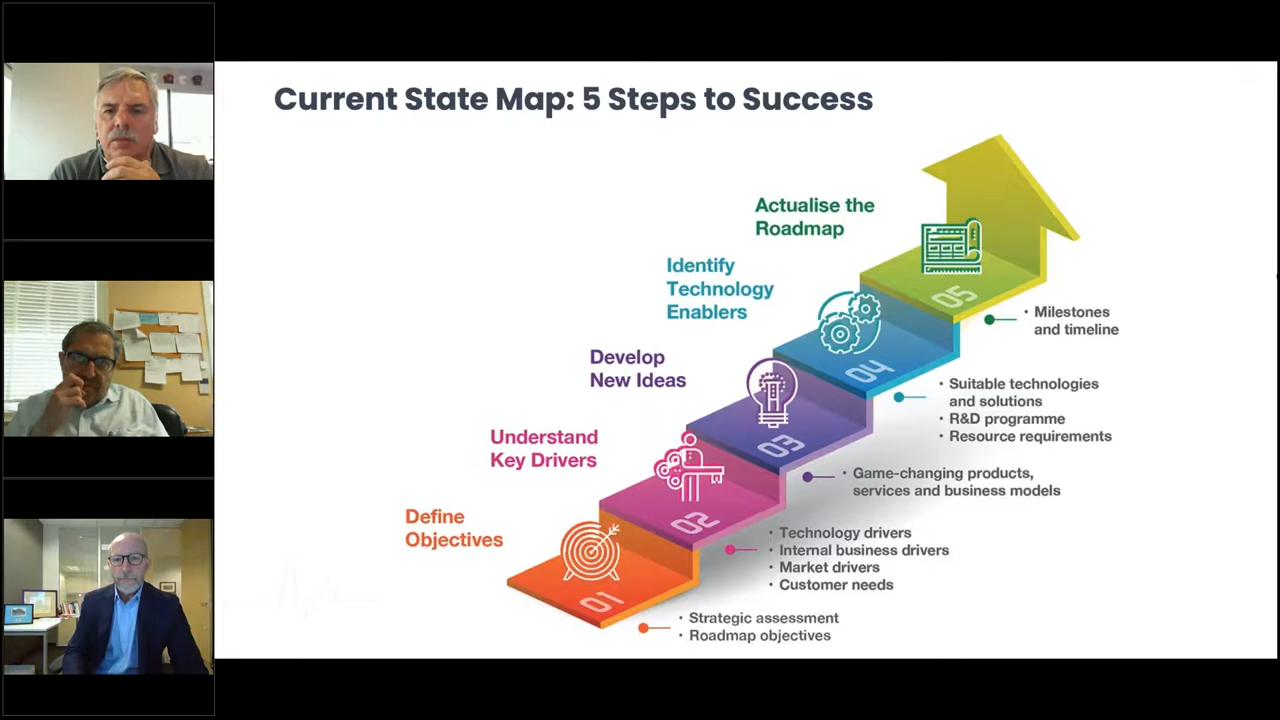 Current State Map: 5 Steps to Success
Actualise the
Roadmap
05
• Milestones
and timeline
Identify
Technology
Enablers
04
• Suitable technologies
and solutions
• R&D programme
• Resource requirements
Develop
New Ideas
03
• Game-changing products,
services and business models
Understand
Key Drivers
02
• Technology drivers
• Internal business drivers
• Market drivers
• Customer needs
Define
Objectives
01
• Strategic assessment
• Roadmap objectives